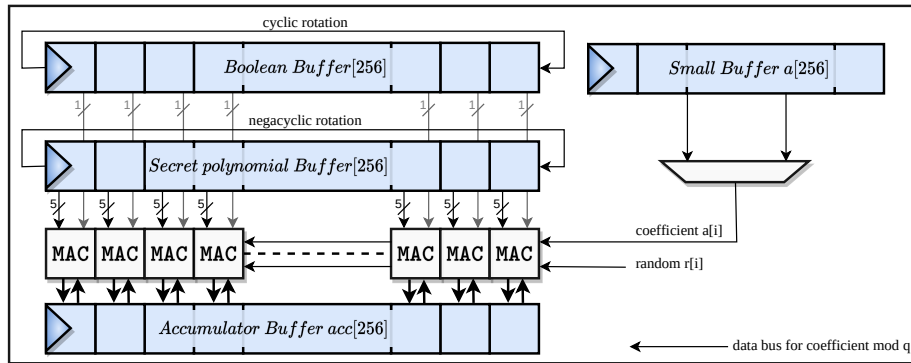 cyclic rotation
Boolean Buffer[256]
Small Buffer a[256]
1 1 1 1 1 1 1
negacyclic rotation
Secret polynomial Buffer[256]
5 5 5 5 5 5 5
coefficient a[i]
MAC MAC MAC MAC MAC MAC MAC
random r[i]
Accumulator Buffer acc[256]
data bus for coefficient mod q